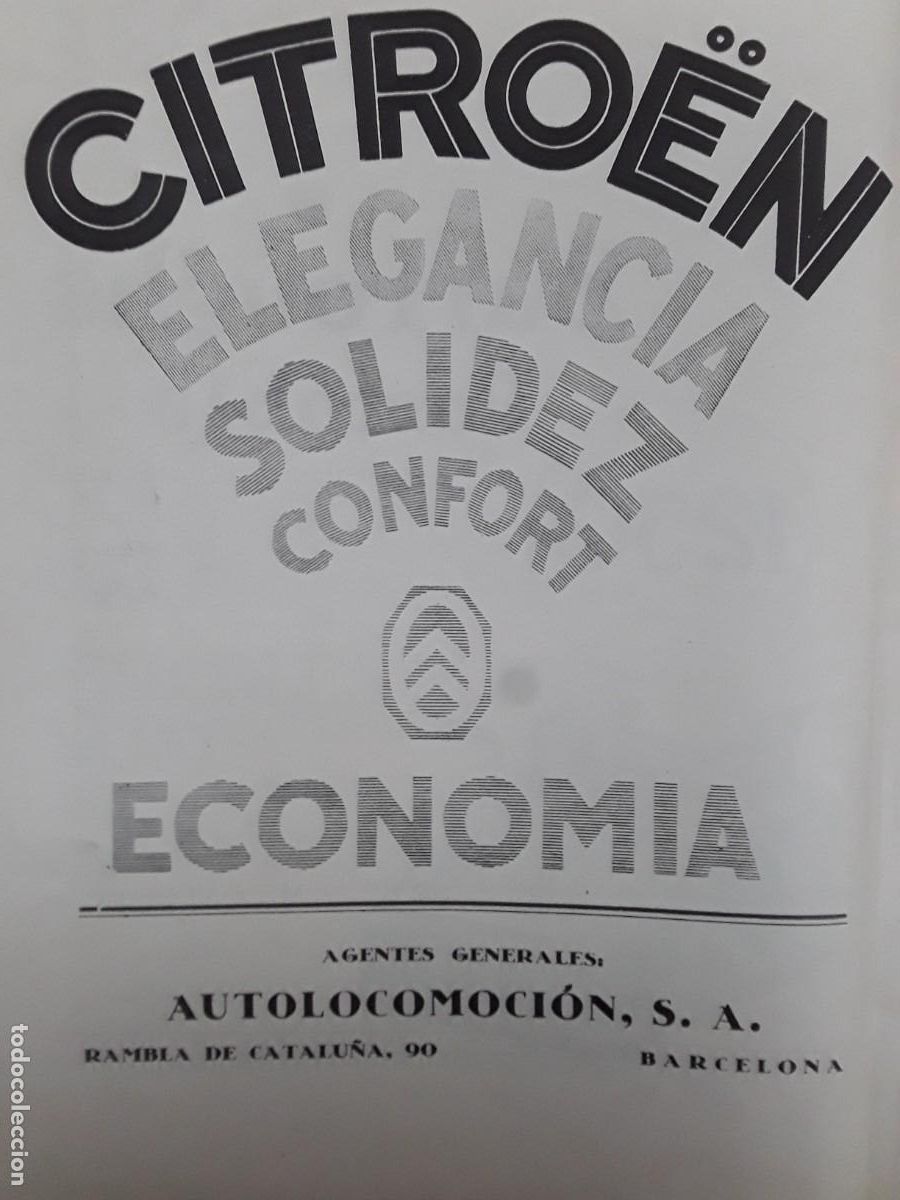 CITROËN
ELEGANCIA
SOLIDEZ
CONFORT
ECONOMIA
AGENTES GENERALES:
AUTOLOCOMOCIÓN, S. A.
RAMBLA DE CATALUÑA, 90 BARCELONA
todocoleccion